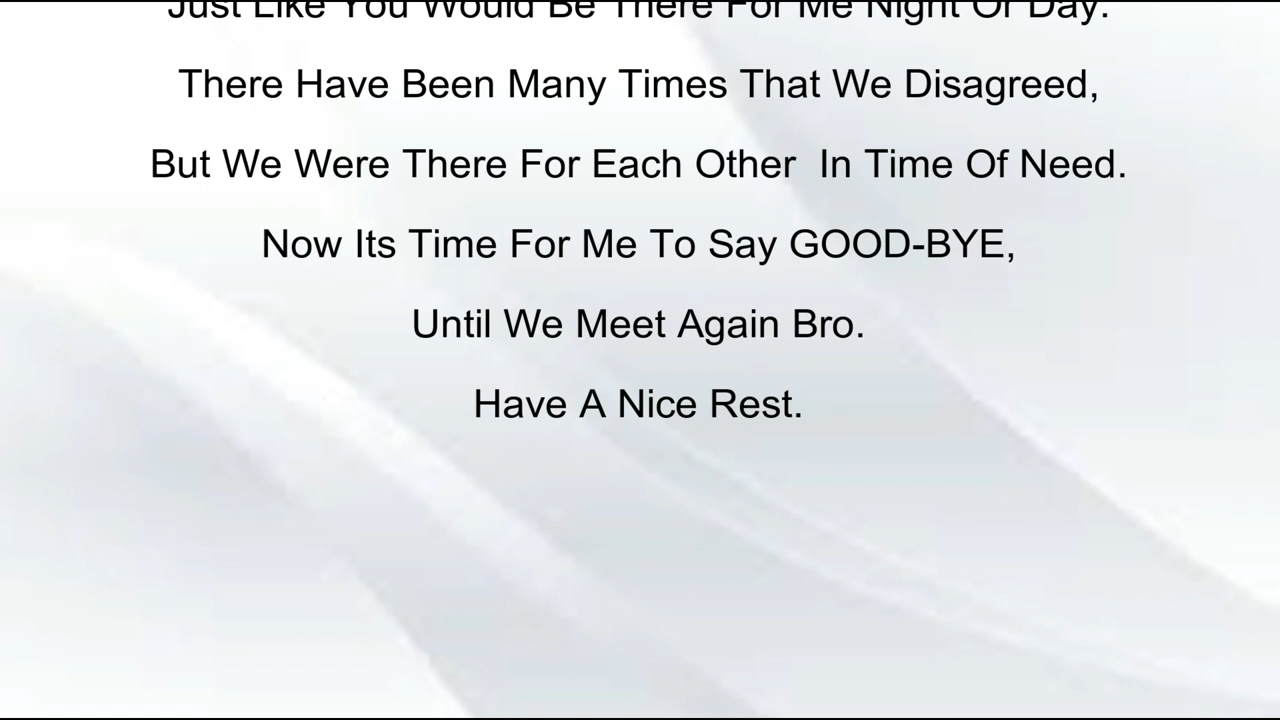 Just Like You Would Be There For Me Night Or Day.
There Have Been Many Times That We Disagreed,
But We Were There For Each Other  In Time Of Need.
Now Its Time For Me To Say GOOD-BYE,
Until We Meet Again Bro.
Have A Nice Rest.